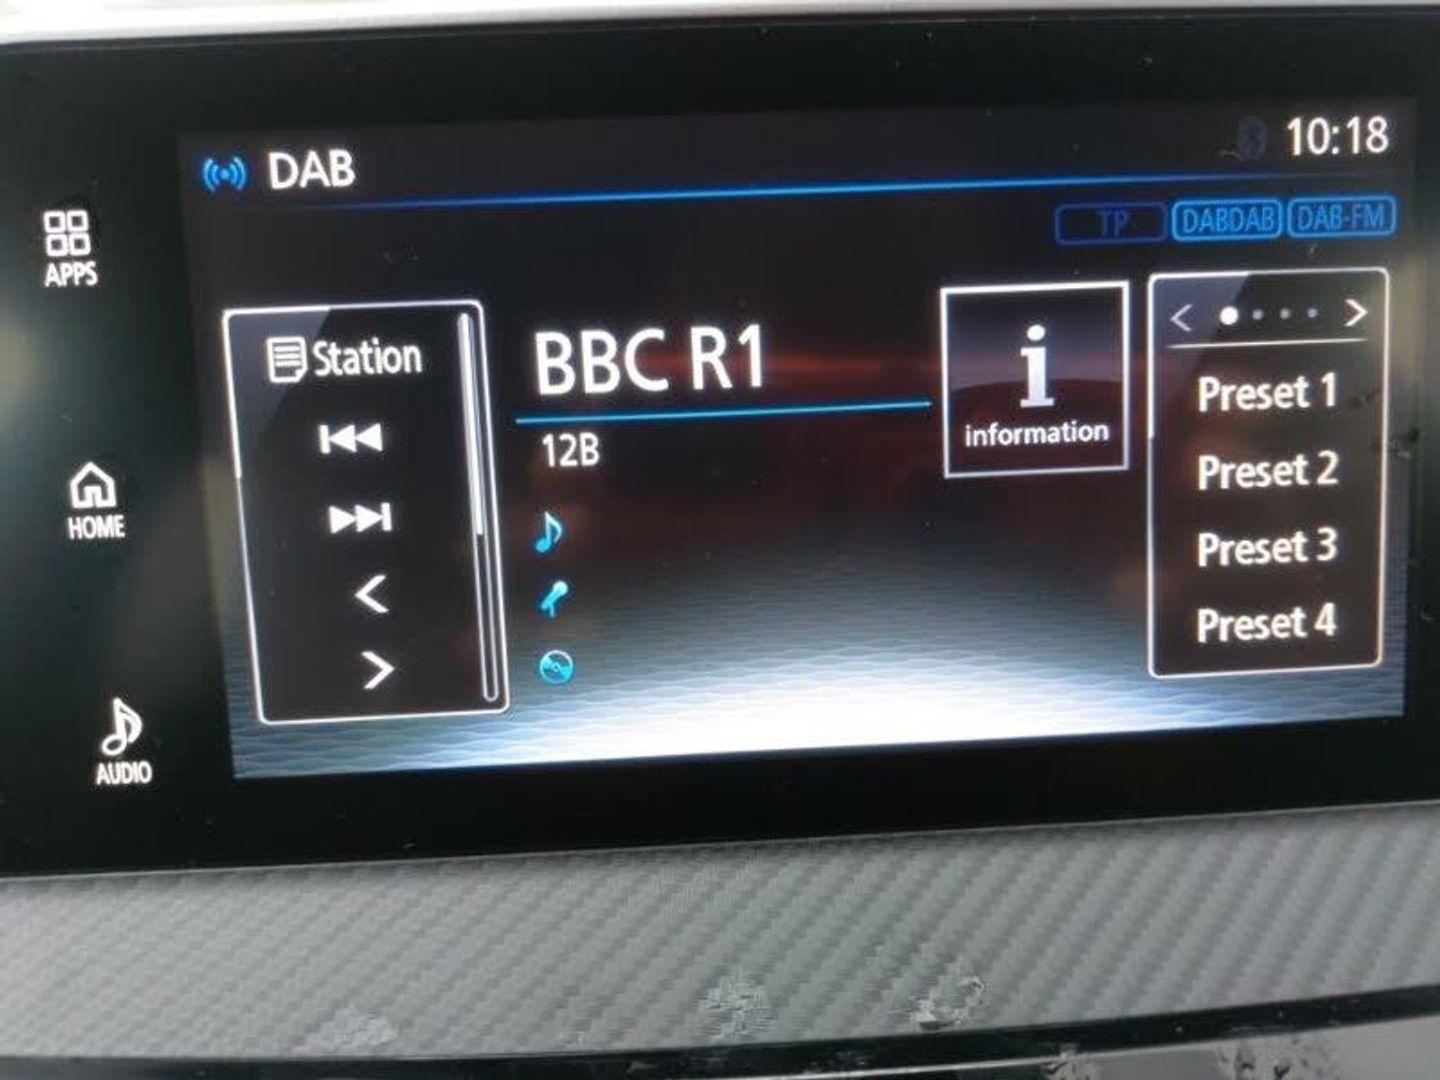 DAB
10:18
TP
DABDAB
DAB-FM
APPS
HOME
AUDIO
Station
BBC R1
12B
i
information
Preset 1
Preset 2
Preset 3
Preset 4